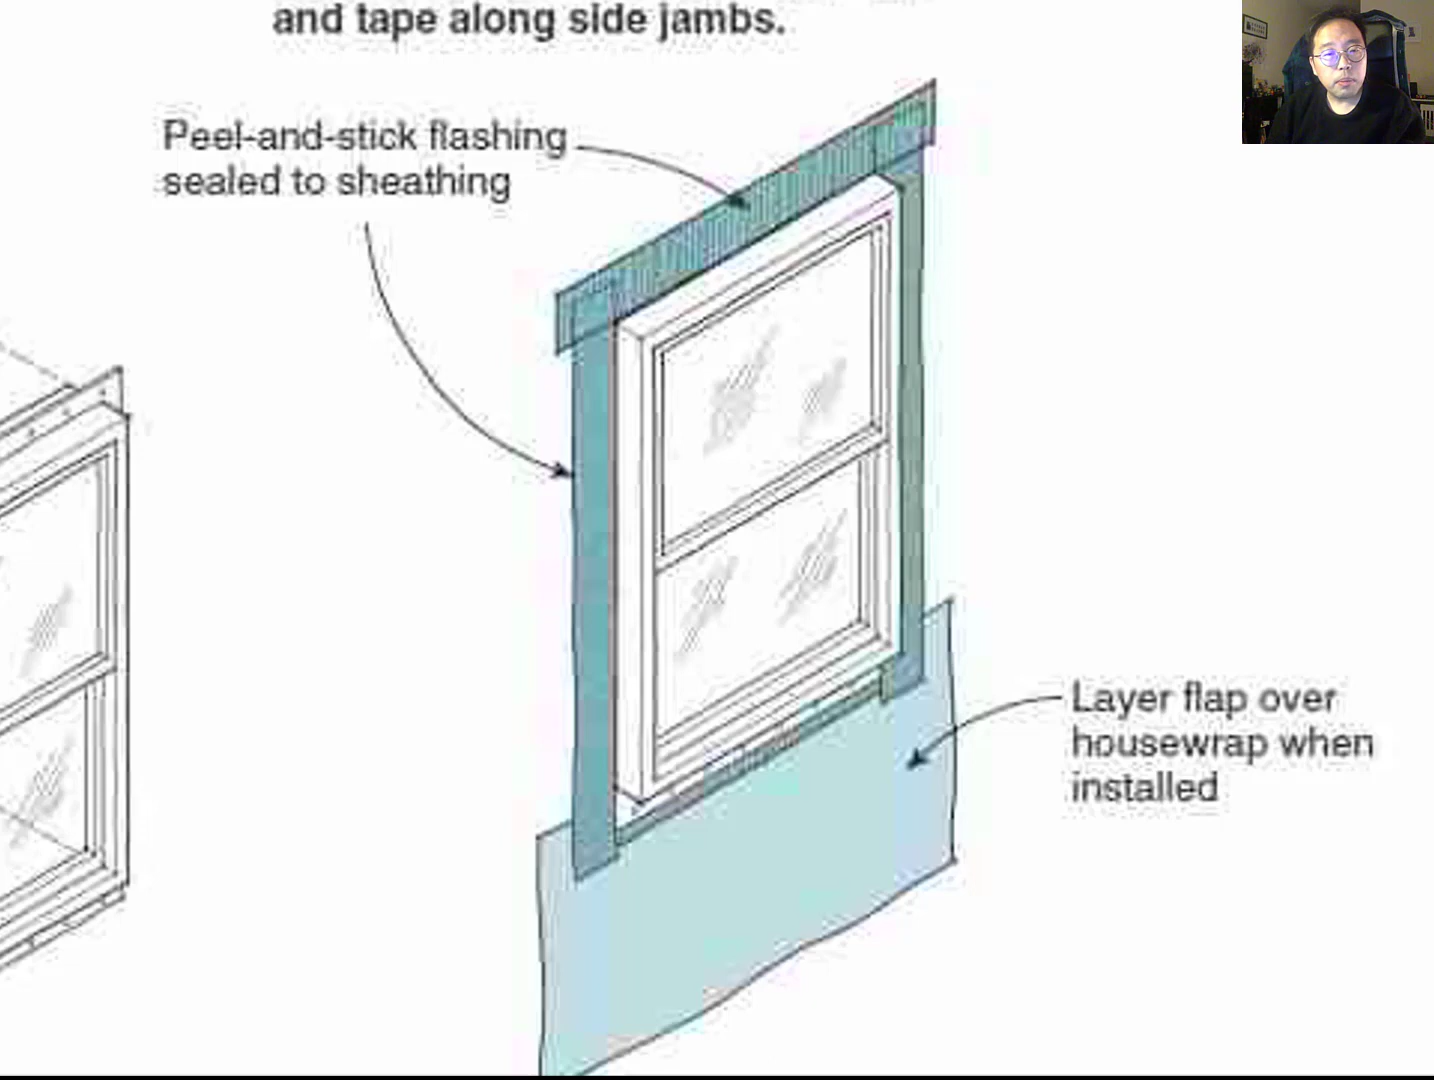 and tape along side jambs.
Peel-and-stick flashing
sealed to sheathing
Layer flap over
housewrap when
installed